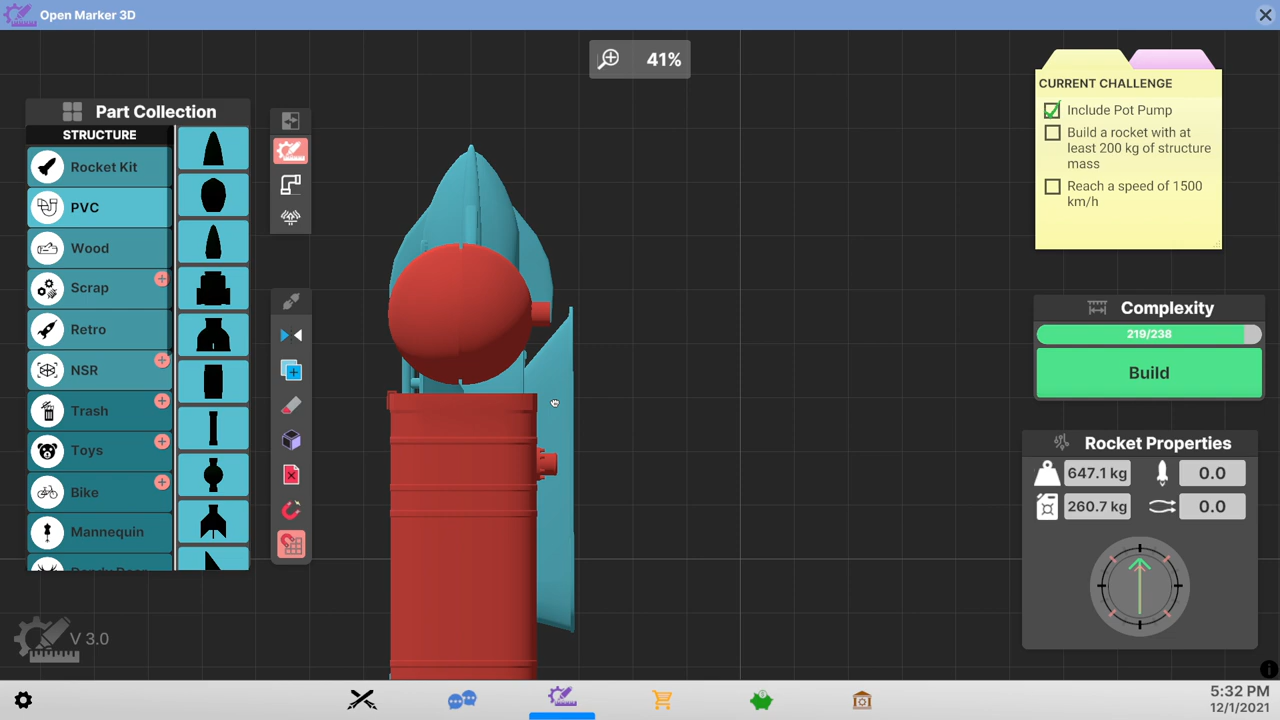 Open Marker 3D
41%
Part Collection
STRUCTURE
Rocket Kit
PVC
Wood
Scrap
Retro
NSR
Trash
Toys
Bike
Mannequin
V 3.0
CURRENT CHALLENGE
Include Pot Pump
Build a rocket with at
least 200 kg of structure
mass
Reach a speed of 1500
km/h
Complexity
219/238
Build
Rocket Properties
647.1 kg
0.0
260.7 kg
0.0
5:32 PM
12/1/2021